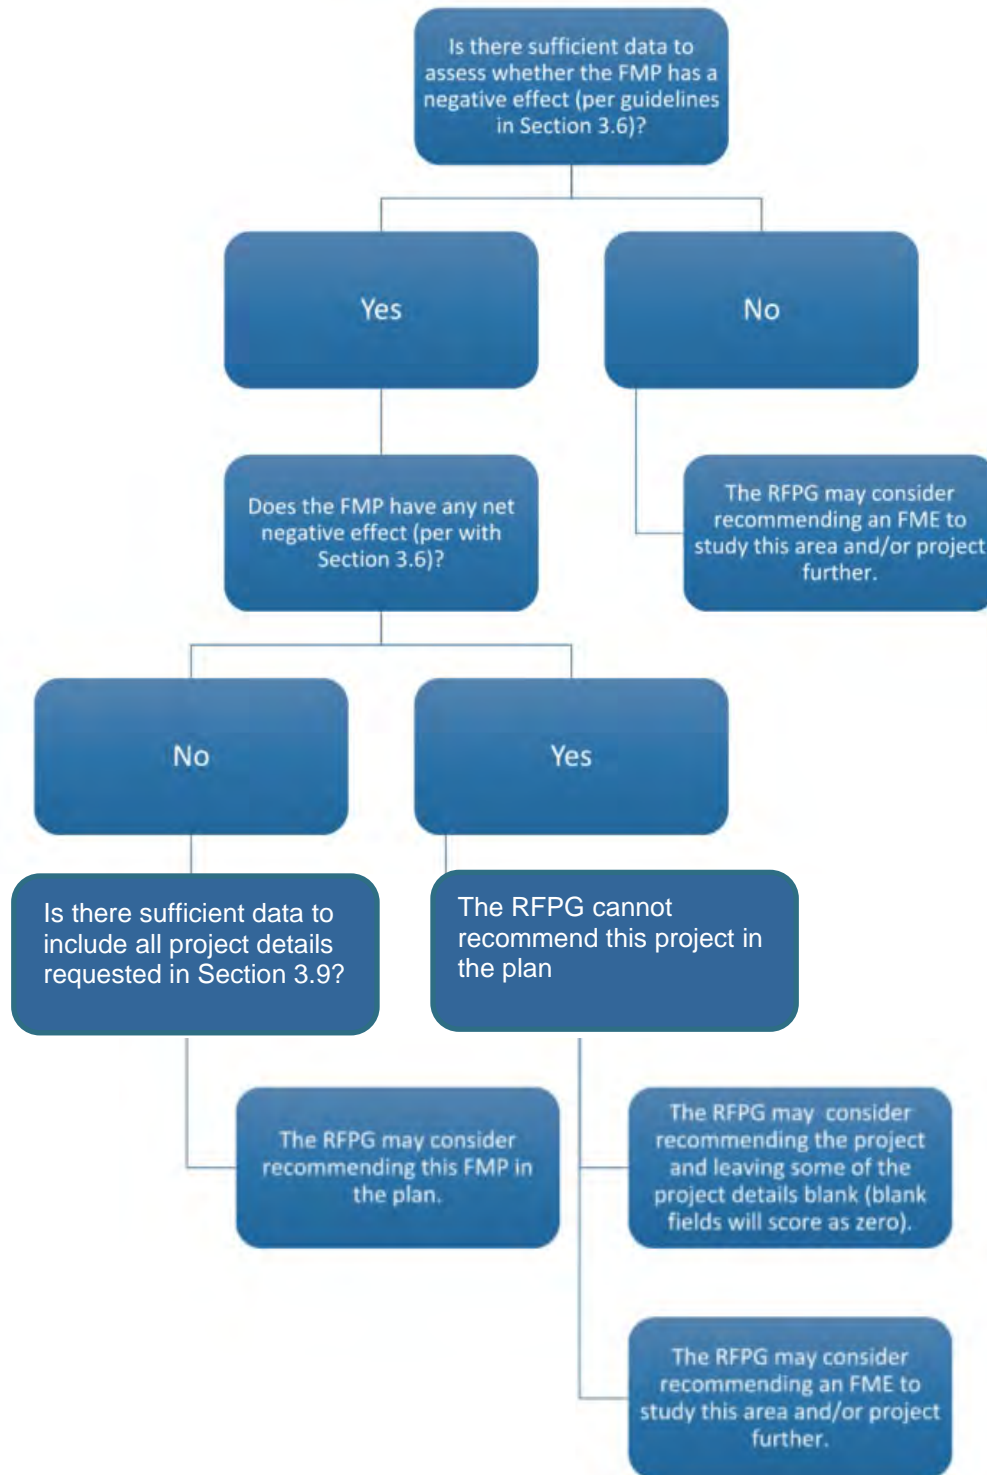 Is there sufficient data to
assess whether the FMP has a
negative effect (per guidelines
in Section 3.6)?
Yes
No
Does the FMP have any net
negative effect (per with
Section 3.6)?
The RFPG may consider
recommending an FME to
study this area and/or project
further.
No
Yes
Is there sufficient data to
include all project details
requested in Section 3.9?
The RFPG cannot
recommend this project in
the plan
The RFPG may consider
recommending this FMP in
the plan.
The RFPG may consider
recommending the project
and leaving some of the
project details blank (blank
fields will score as zero).
The RFPG may consider
recommending an FME to
study this area and/or project
further.